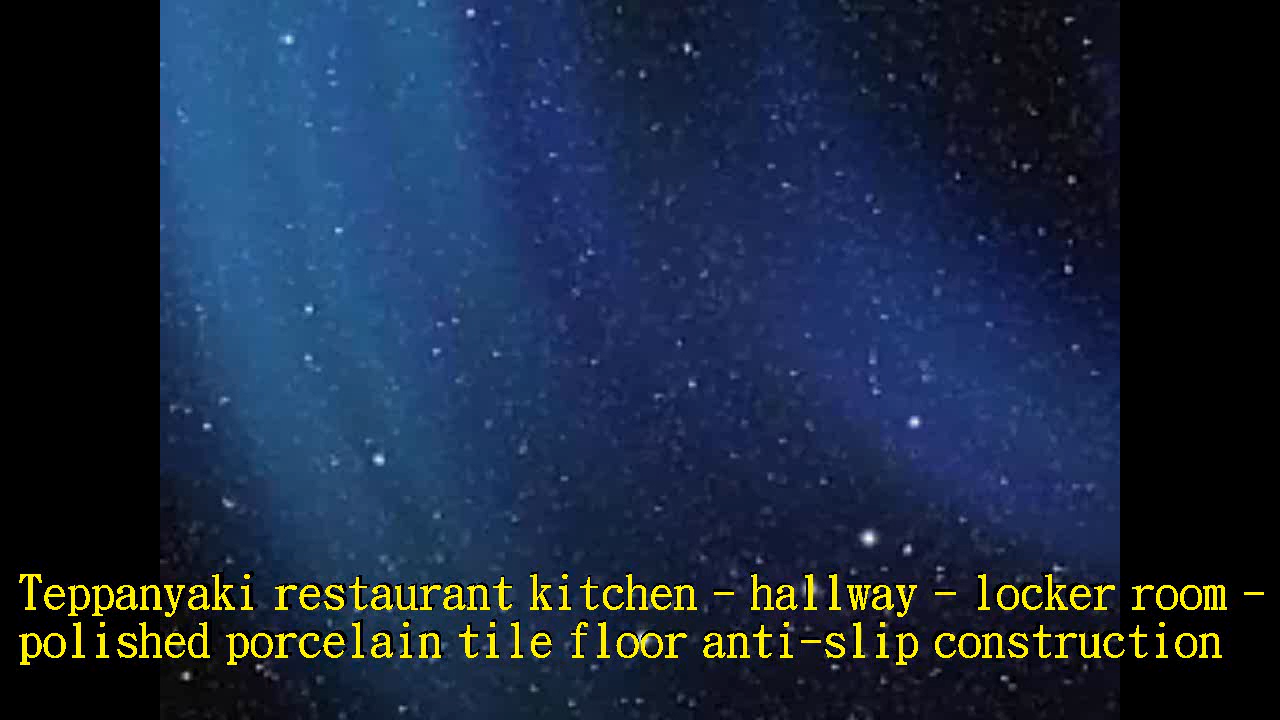 Teppanyaki restaurant kitchen - hallway - locker room -
polished porcelain tile floor anti-slip construction